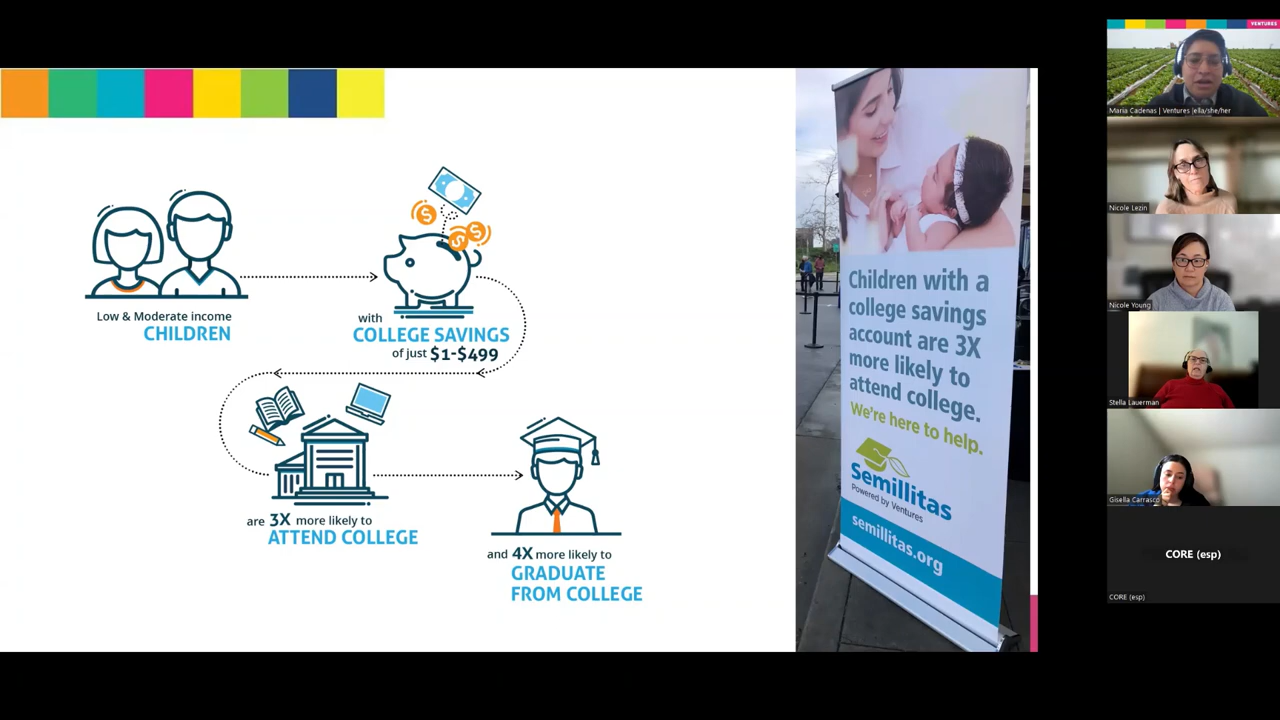 Low & Moderate income
CHILDREN
with
COLLEGE SAVINGS
of just $1-$499
are 3X more likely to
ATTEND COLLEGE
and 4X more likely to
GRADUATE
FROM COLLEGE
Children with a
college savings
account are 3X
more likely to
attend college.
We're here to help.
Semillitas
Powered by Ventures
semillitas.org
VENTURES
Maria Cadenas | Ventures |ella/she/her
Nicole Lezin
Nicole Young
Stella Lauerman
Gisella Carrasco
CORE (esp)
CORE (esp)